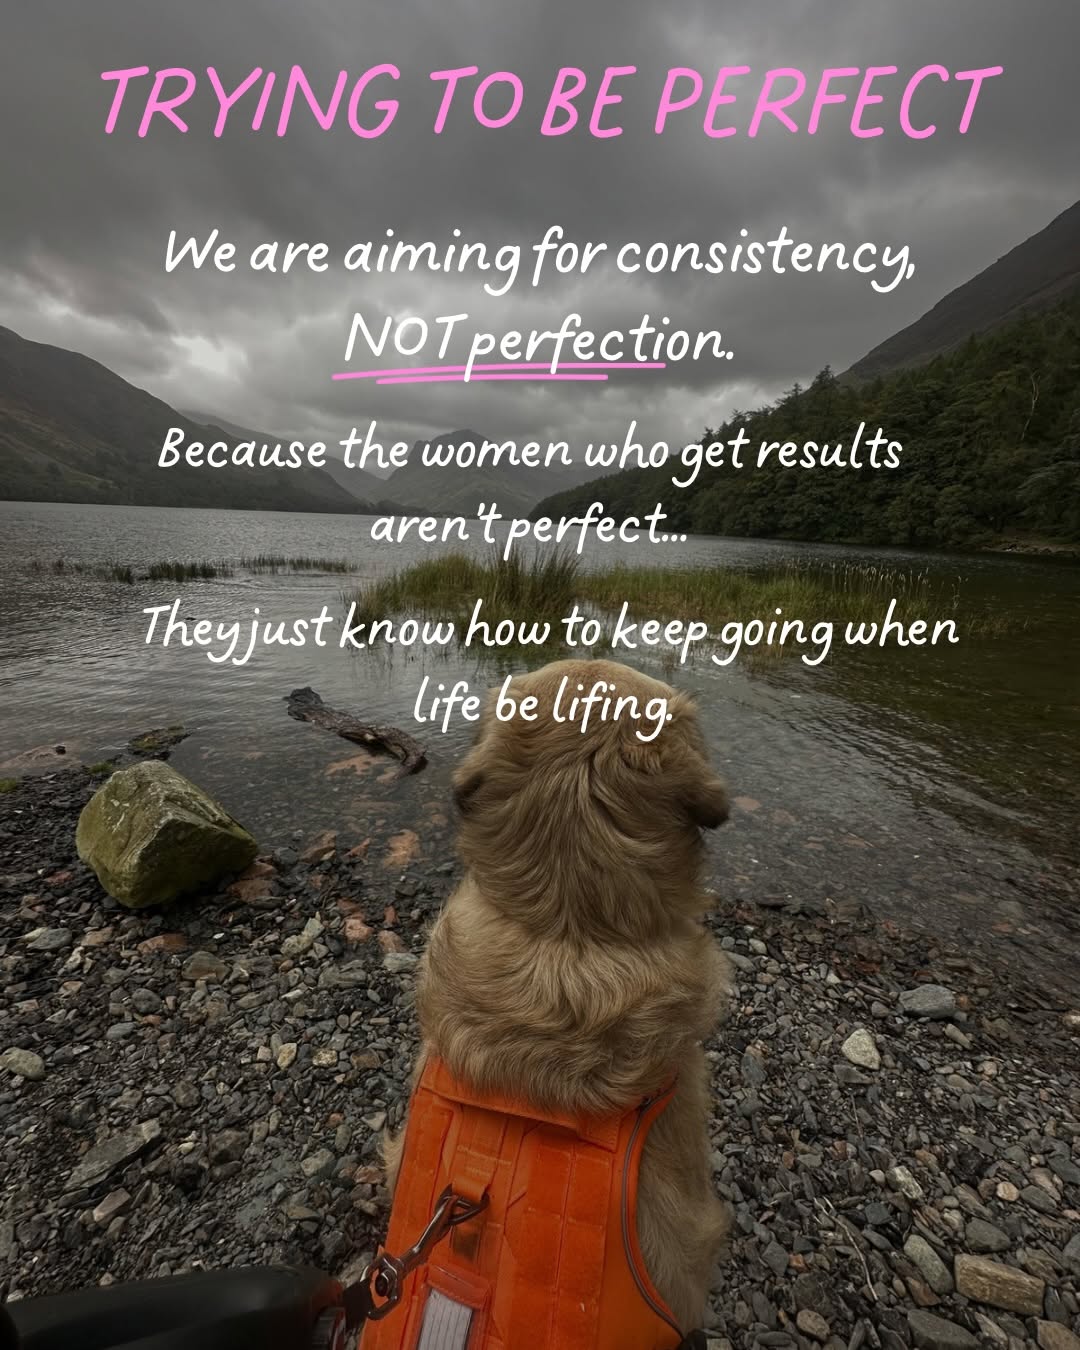 TRYING TO BE PERFECT
We are aiming for consistency,
NOT perfection.
Because the women who get results
aren't perfect...
They just know how to keep going when
life be lifing.